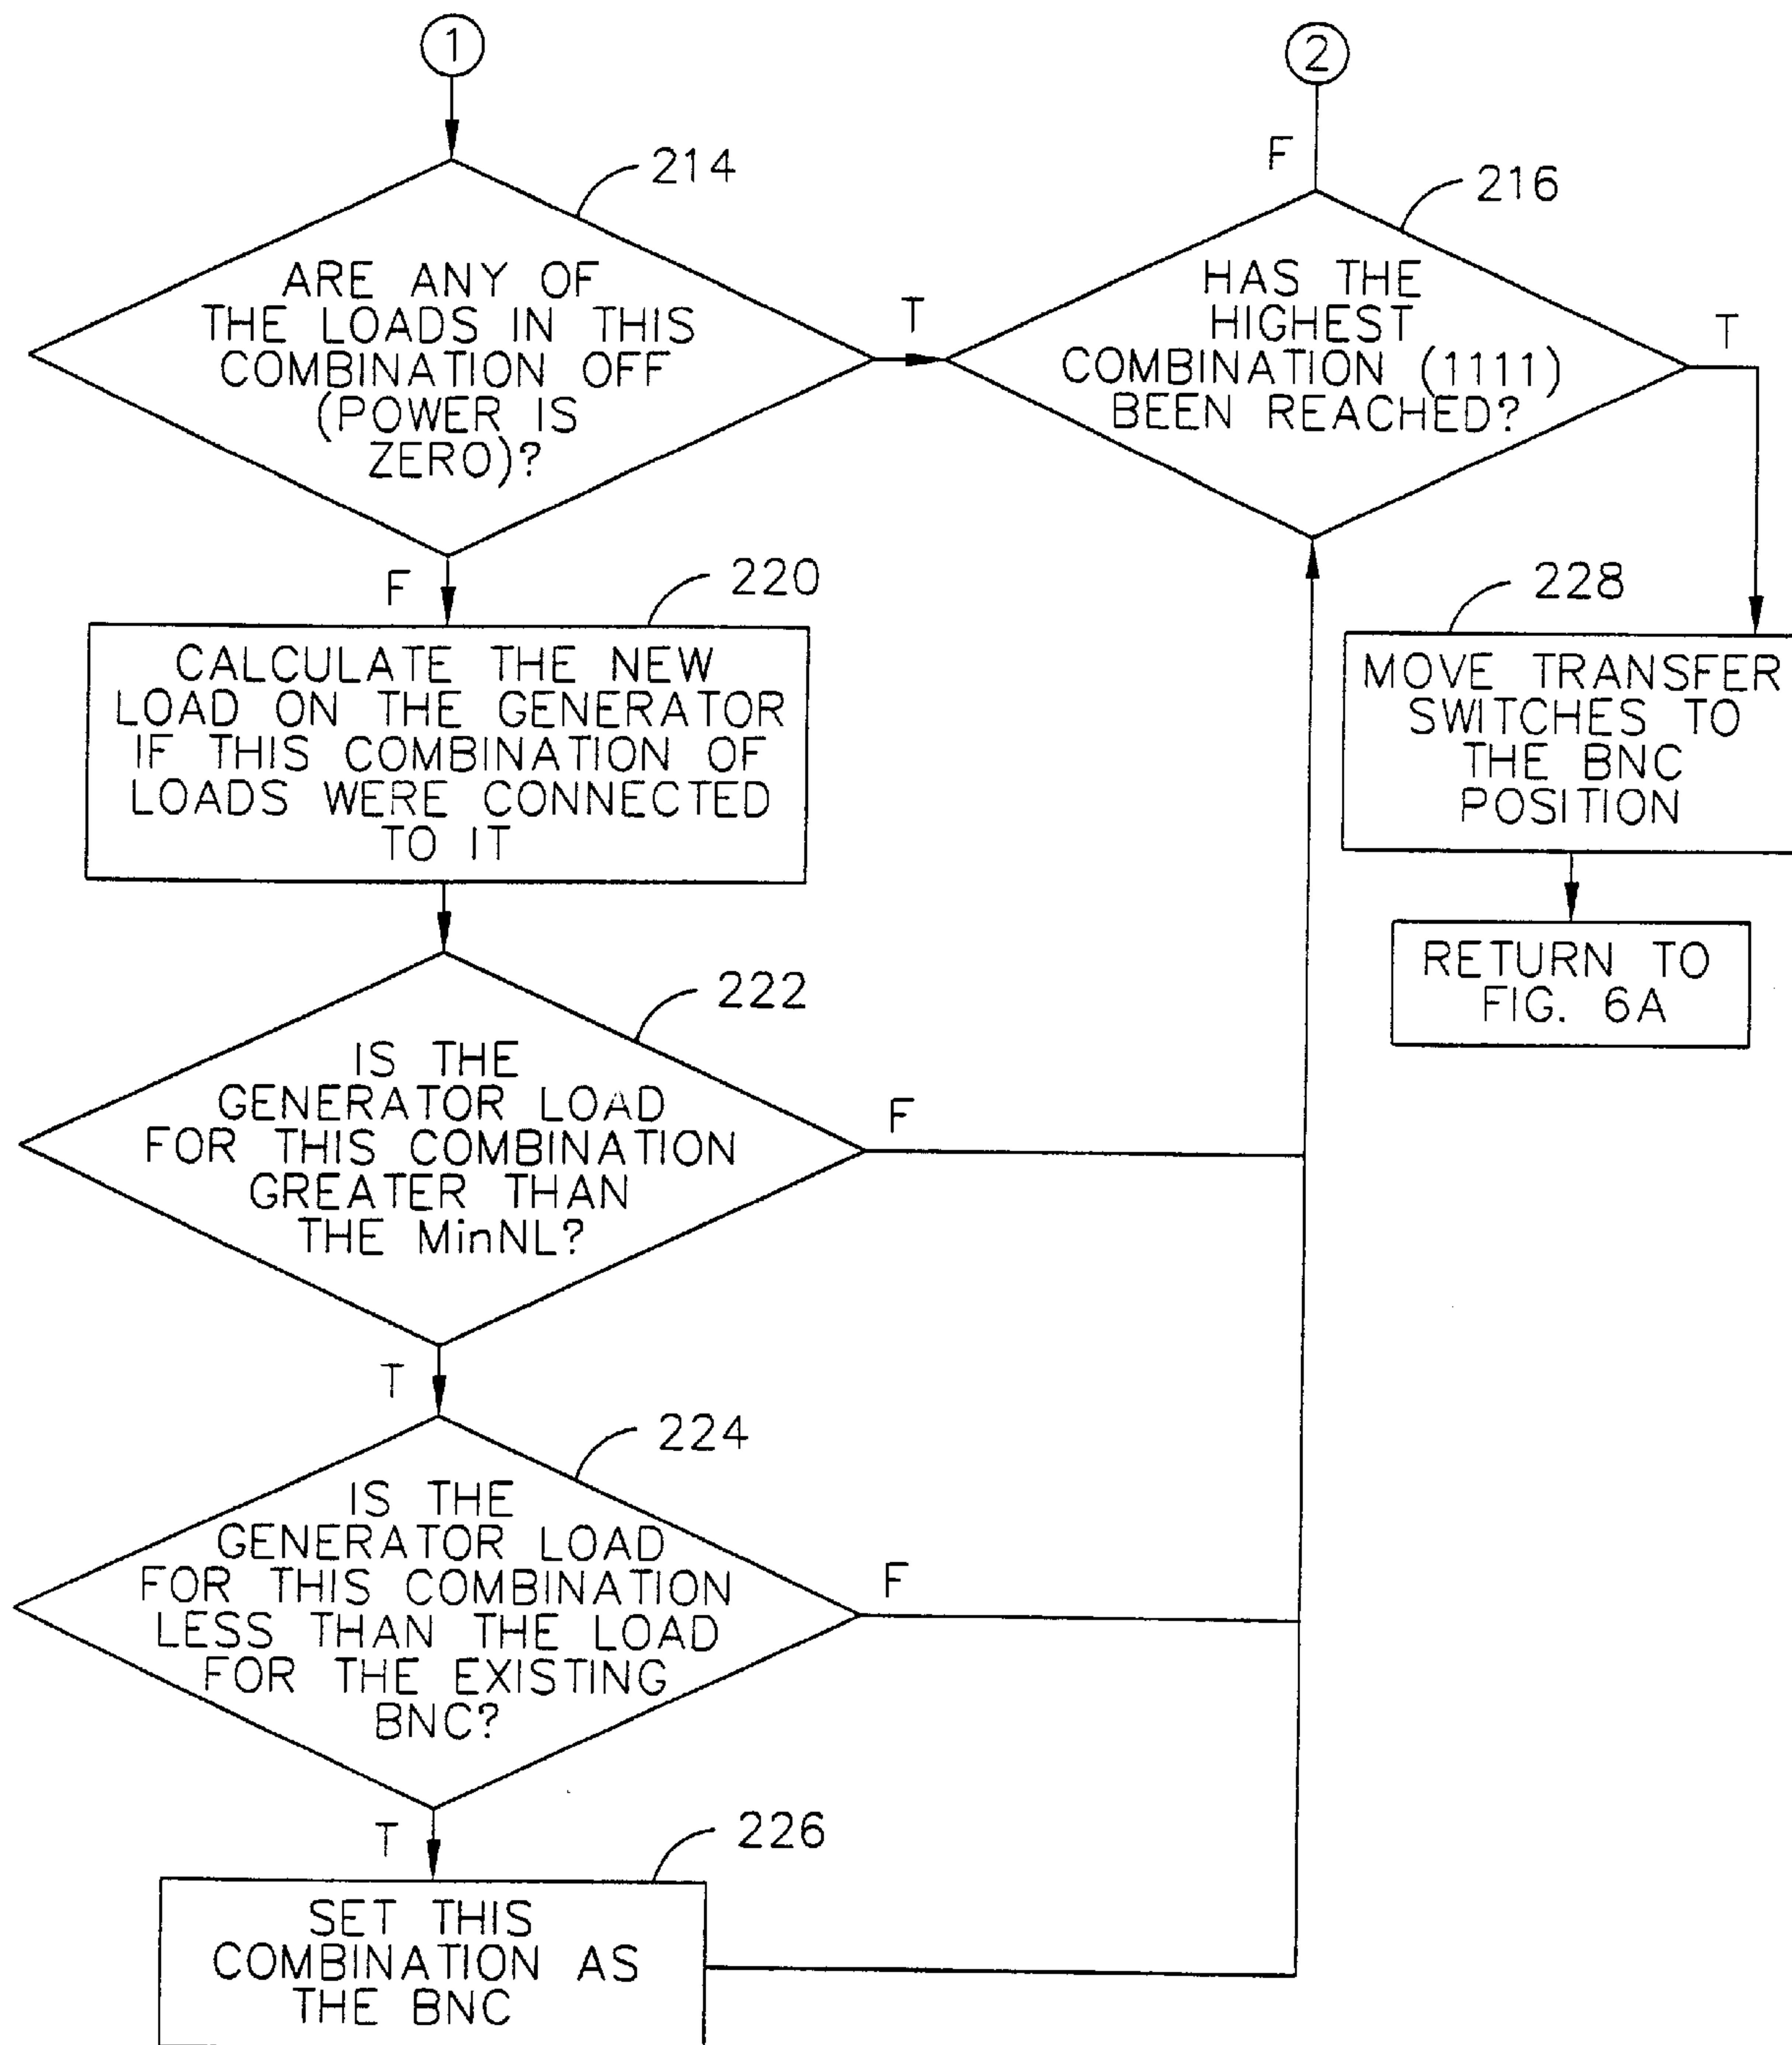 1
214
ARE ANY OF
THE LOADS IN THIS
COMBINATION OFF
(POWER IS
ZERO)?
T
F
2
F
216
HAS THE
HIGHEST
COMBINATION (1111)
BEEN REACHED?
T
220
CALCULATE THE NEW
LOAD ON THE GENERATOR
IF THIS COMBINATION OF
LOADS WERE CONNECTED
TO IT
228
MOVE TRANSFER
SWITCHES TO
THE BNC
POSITION
RETURN TO
FIG. 6A
222
IS THE
GENERATOR LOAD
FOR THIS COMBINATION
GREATER THAN
THE MinNL?
F
T
224
IS THE
GENERATOR LOAD
FOR THIS COMBINATION
LESS THAN THE LOAD
FOR THE EXISTING
BNC?
F
T
226
SET THIS
COMBINATION AS
THE BNC